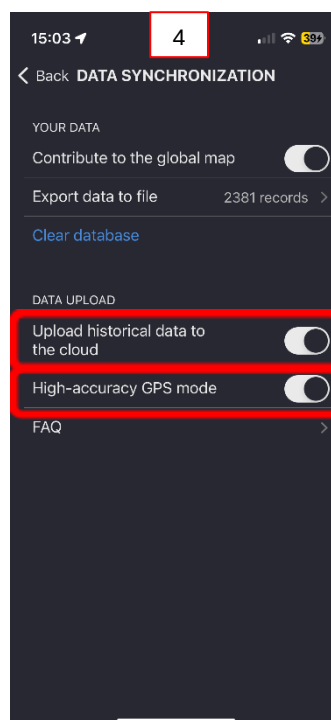 15:03
4
39
Back DATA SYNCHRONIZATION
YOUR DATA
Contribute to the global map
Export data to file 2381 records
Clear database
DATA UPLOAD
Upload historical data to
the cloud
High-accuracy GPS mode
FAQ